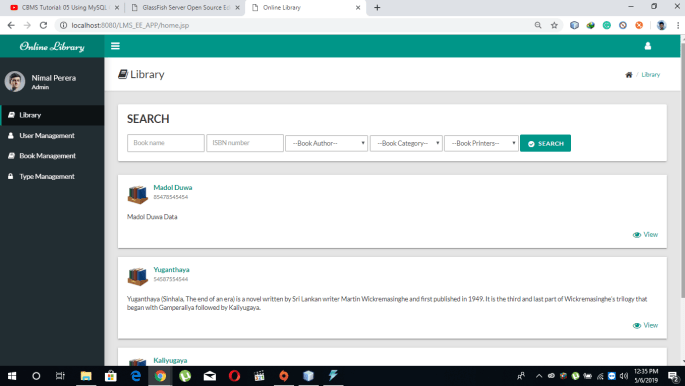 CBMS Tutorial: 05 Using MySQL
GlassFish Server Open Source Ed
Online Library
localhost:8080/LMS_EE_APP/home.jsp
Online Library
Nimal Perera
Admin
Library
User Management
Book Management
Type Management
Library
Library
SEARCH
Book name
ISBN number
--Book Author--
--Book Category--
--Book Printers--
SEARCH
Madol Duwa
85478545454
Madol Duwa Data
View
Yuganthaya
54587554544
Yuganthaya (Sinhala, The end of an era) is a novel written by Sri Lankan writer Martin Wickremasinghe and first published in 1949. It is the third and last part of Wickremasinghe's trilogy that
began with Gamperaliya followed by Kaliyugaya.
View
Kaliyugaya
12:35 PM
5/6/2019